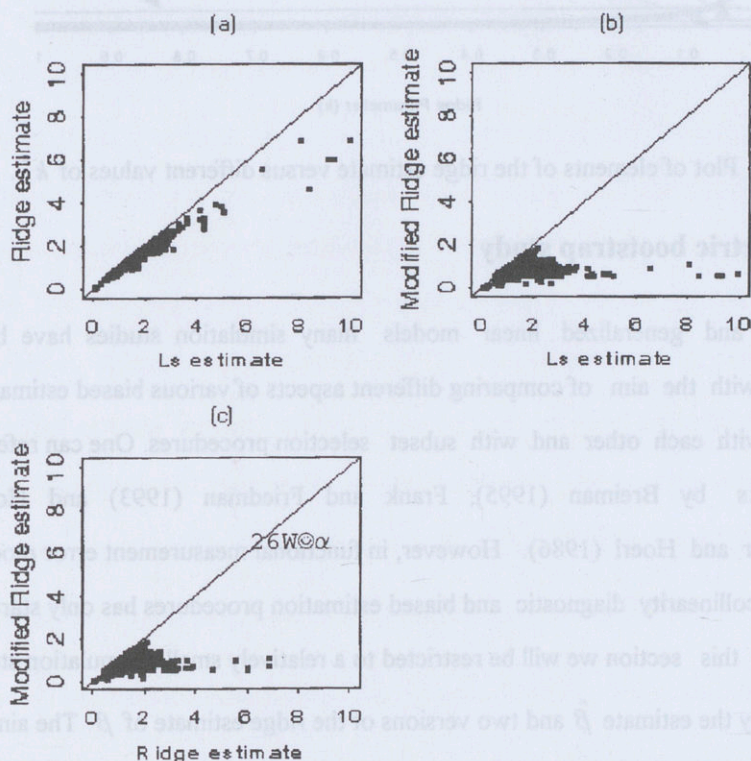 (a)
(b)
Ridge estimate
0 2 4 6 8 10
0 2 4 6 8 10
Ls estimate
Modified Ridge estimate
0 2 4 6 8 10
0 2 4 6 8 10
Ls estimate
Ridge Parameter (k)
Plot of elements of the ridge estimate versus different values of k
tric bootstrap study
and generalized linear models many simulation studies have b
with the aim of comparing different aspects of various biased estima
with each other and with subset selection procedures. One can refe
s by Breiman (1995), Frank and Friedman (1993) and
r and Hoerl (1986). However, in functional measurement error
collinearity diagnostic and biased estimation procedures has only
this section we will be restricted to a relatively small simulation
y the estimate β̂ and two versions of the ridge estimate of β The aim
(c)
Modified Ridge estimate
0 2 4 6 8 10
26W☺α
0 2 4 6 8 10
Ridge estimate